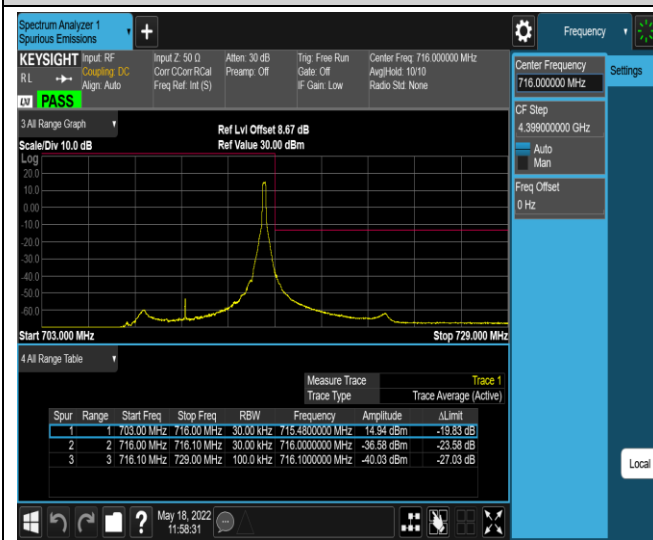 Spectrum Analyzer 1
Spurious Emissions
+
Frequency
KEYSIGHT Input: RF Input Z: 50 Ω Atten: 30 dB Trig: Free Run Center Freq: 716.000000 MHz
RL Coupling: DC Corr CCorr RCal Preamp: Off Gate: Off Avg|Hold: 10/10
Align: Auto Freq Ref: Int (S) IF Gain: Low Radio Std: None
LXI PASS
Center Frequency Settings
716.000000 MHz
CF Step
4.399000000 GHz
Auto
Man
Freq Offset
0 Hz
3 All Range Graph
Ref Lvl Offset 8.67 dB
Scale/Div 10.0 dB Ref Value 30.00 dBm
Log
20.0
10.0
0.00
-10.0
-20.0
-30.0
-40.0
-50.0
-60.0
Start 703.000 MHz Stop 729.000 MHz
4 All Range Table
Measure Trace Trace 1
Trace Type Trace Average (Active)
Spur Range Start Freq Stop Freq RBW Frequency Amplitude ΔLimit
1 1 703.00 MHz 716.00 MHz 30.00 kHz 715.4800000 MHz 14.94 dBm -19.83 dB
2 2 716.00 MHz 716.10 MHz 30.00 kHz 716.0000000 MHz -36.58 dBm -23.58 dB
3 3 716.10 MHz 729.00 MHz 100.0 kHz 716.1000000 MHz -40.03 dBm -27.03 dB
Local
?
May 18, 2022
11:58:31